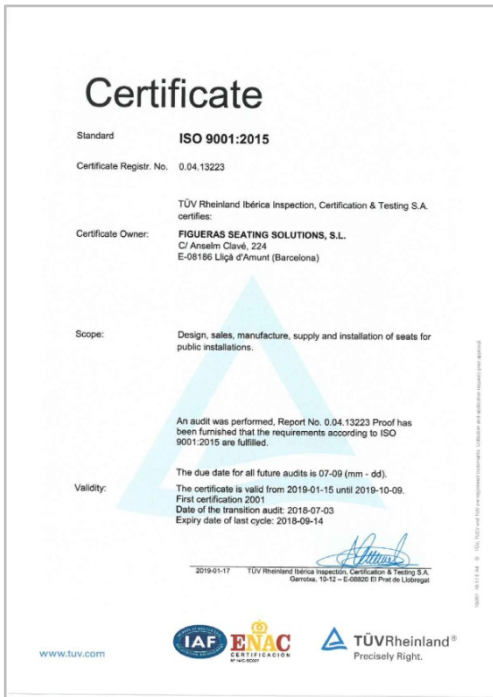 Certificate
Standard ISO 9001:2015
Certificate Registr. No. 0.04.13223
TÜV Rheinland Ibérica Inspection, Certification & Testing S.A.
certifies:
Certificate Owner: FIGUERAS SEATING SOLUTIONS, S.L.
C/ Anselm Clavé, 224
E-08186 Lliçà d'Amunt (Barcelona)
Scope: Design, sales, manufacture, supply and installation of seats for
public installations.
An audit was performed, Report No. 0.04.13223 Proof has
been furnished that the requirements according to ISO
9001:2015 are fulfilled.
The due date for all future audits is 07-09 (mm - dd).
Validity: The certificate is valid from 2019-01-15 until 2019-10-09.
First certification 2001
Date of the transition audit: 2018-07-03
Expiry date of last cycle: 2018-09-14
2019-01-17 TÜV Rheinland Ibérica Inspection, Certification & Testing S.A.
Garrotxa, 10-12 – E-08820 El Prat de Llobregat
www.tuv.com
IAF
ENAC
CERTIFICACIÓN
TÜVRheinland®
Precisely Right.